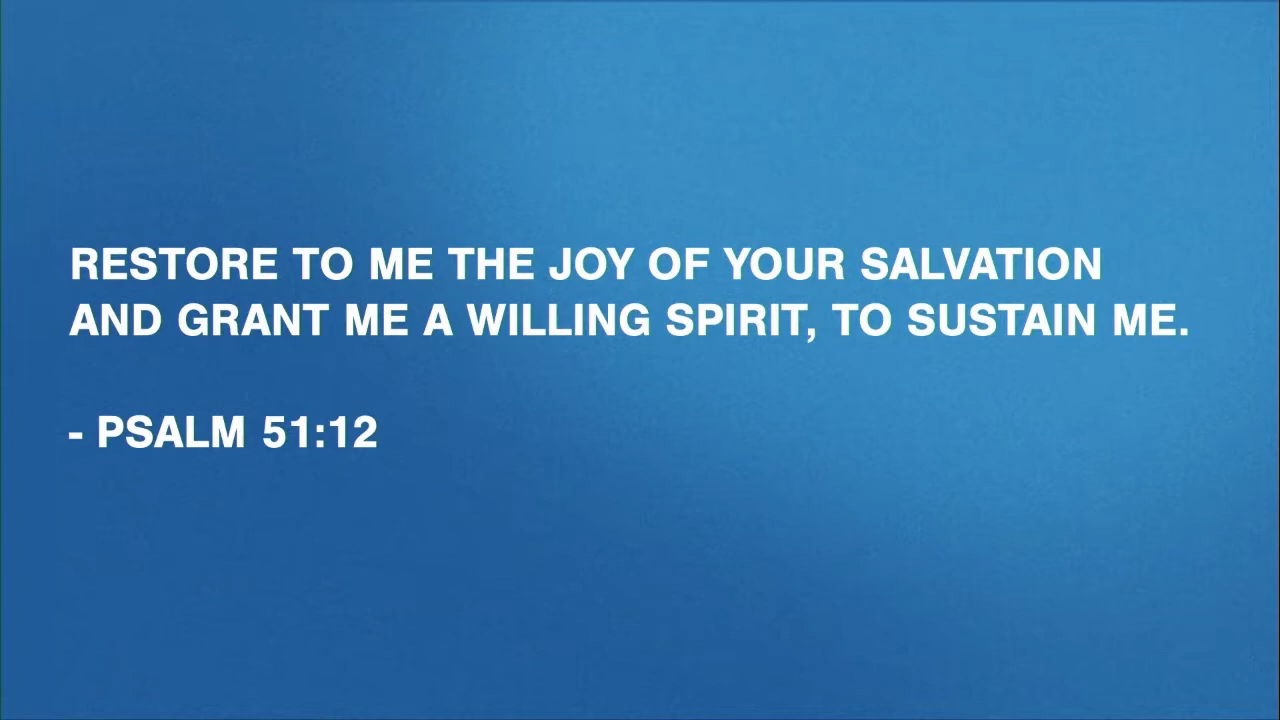 RESTORE TO ME THE JOY OF YOUR SALVATION
AND GRANT ME A WILLING SPIRIT, TO SUSTAIN ME.
- PSALM 51:12